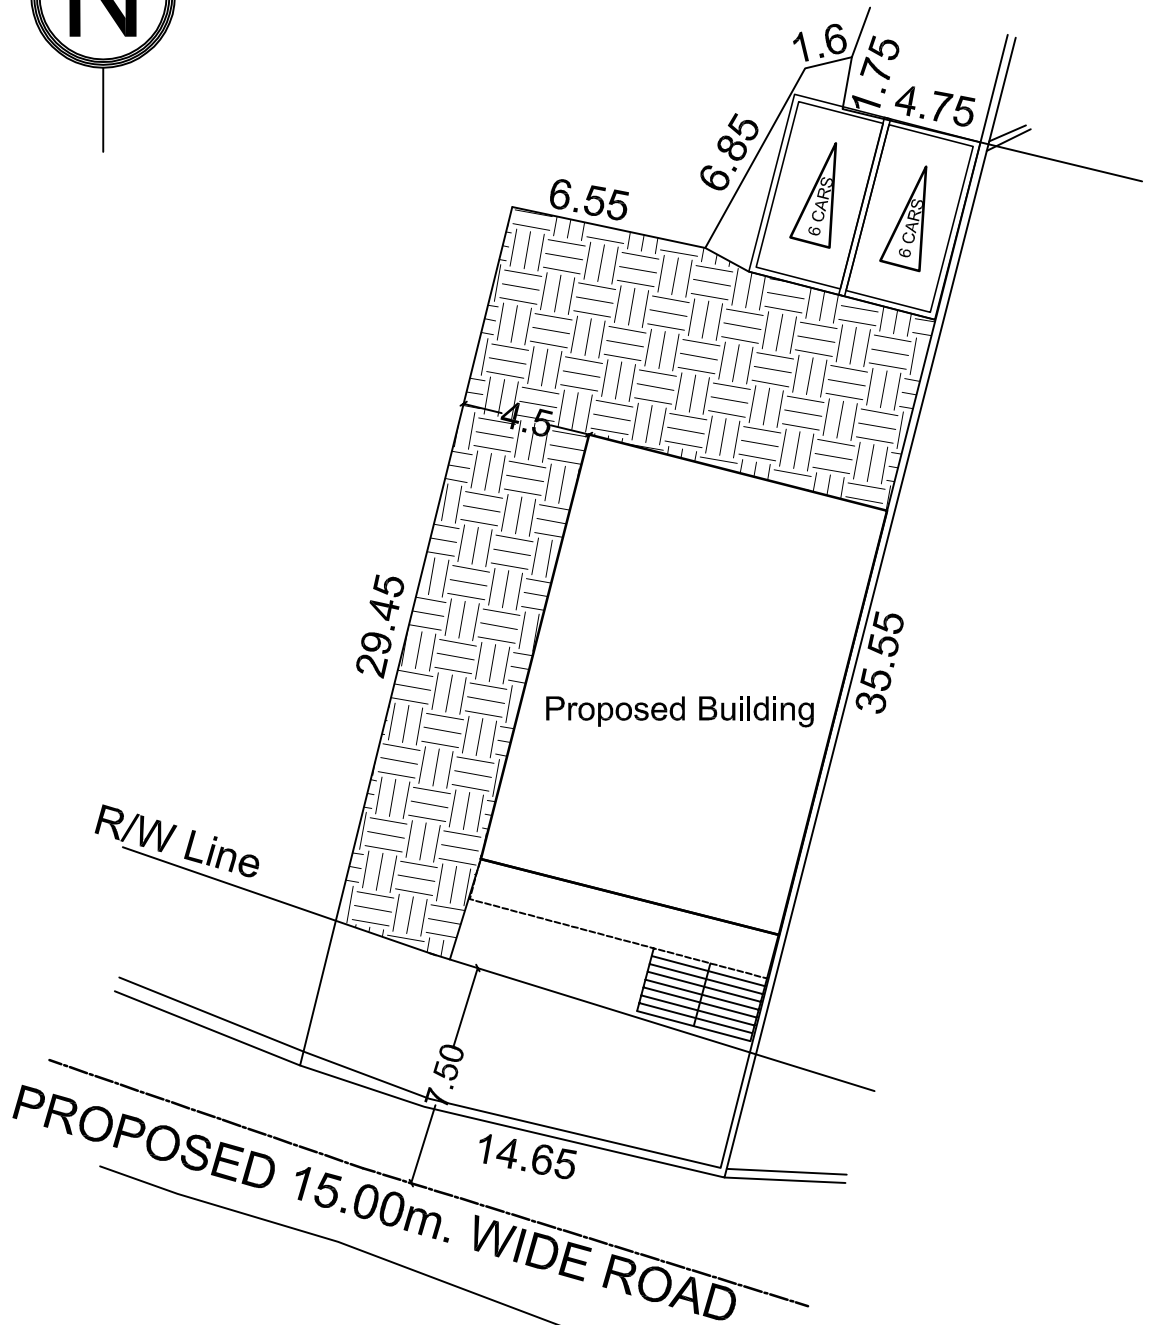 N
1.6
1.75
4.75
6.85
6 CARS
6 CARS
6.55
4.5
29.45
35.55
Proposed Building
R/W Line
7.50
14.65
PROPOSED 15.00m. WIDE ROAD